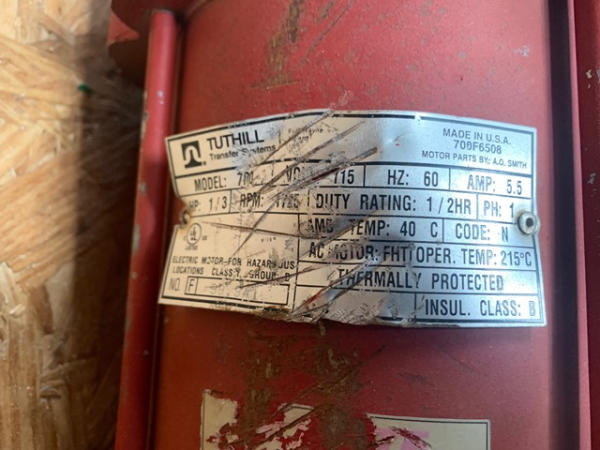 TUTHILL
Transfer Systems
MADE IN U.S.A.
700F6508
MOTOR PARTS BY: A.O. SMITH
MODEL: 115 HZ: 60 AMP: 5.5
HP: 1/3 RPM: DUTY RATING: 1/2HR PH: 1
AMB TEMP: 40 C CODE: N
AC MOTOR: FHT OPER. TEMP: 215°C
ELECTRIC MOTOR FOR HAZARDOUS
LOCATIONS CLASS GROUP D
NO. F
THERMALLY PROTECTED
INSUL. CLASS: B